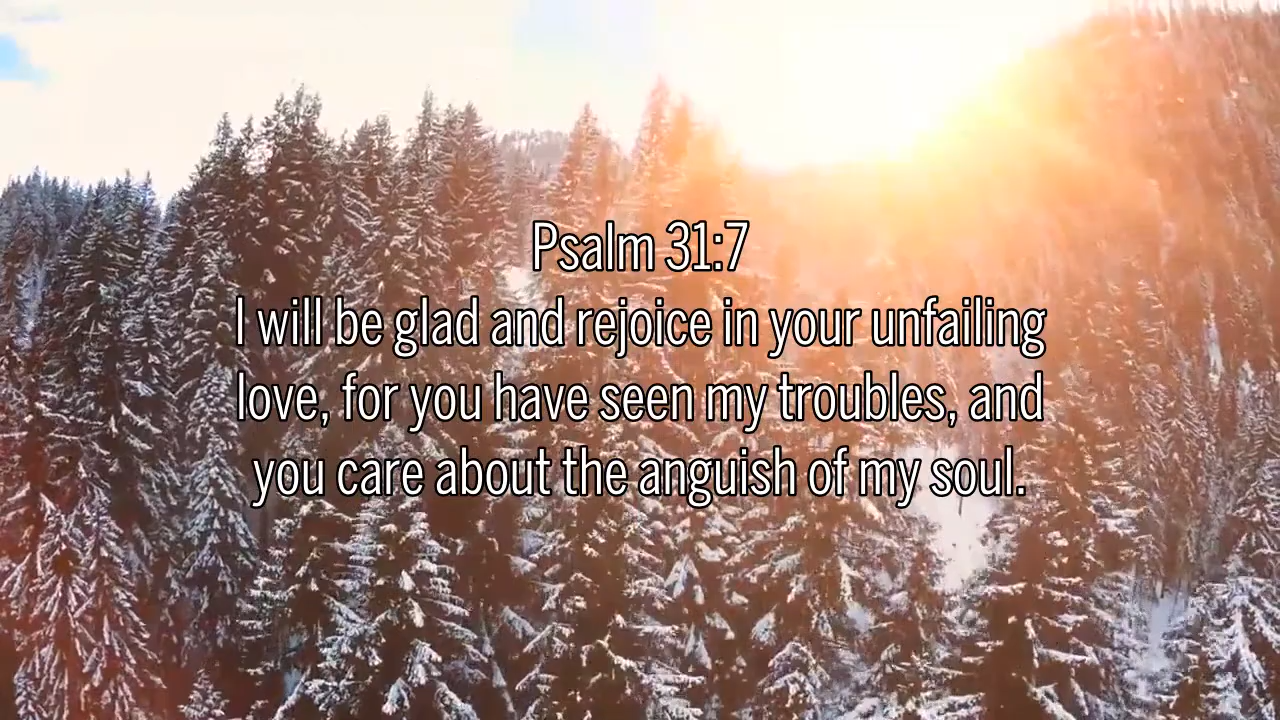 Psalm 31:7
I will be glad and rejoice in your unfailing
love, for you have seen my troubles, and
you care about the anguish of my soul.